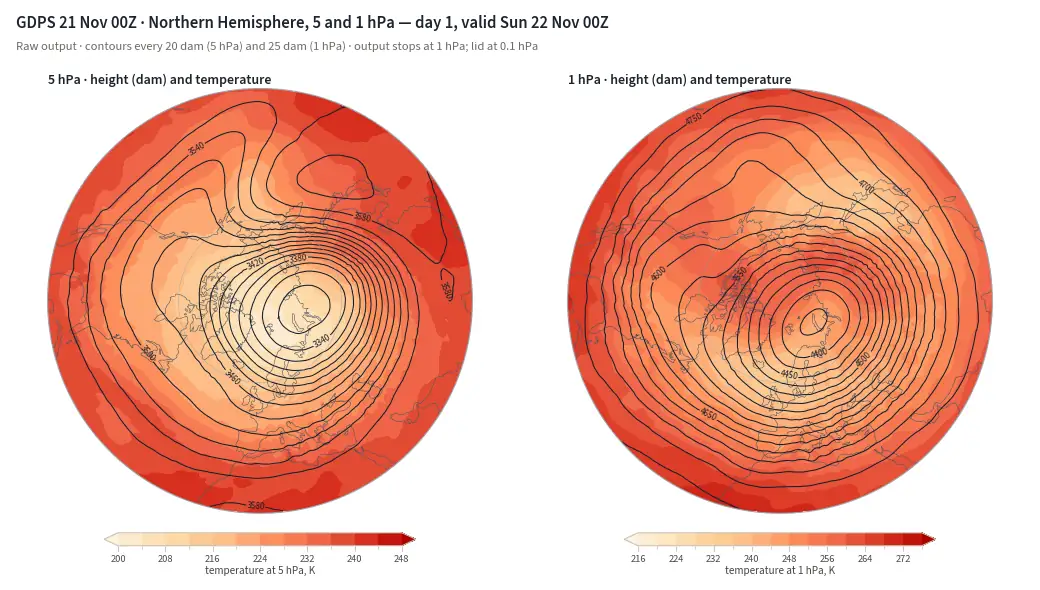 GDPS 21 Nov 00Z · Northern Hemisphere, 5 and 1 hPa — day 1, valid Sun 22 Nov 00Z
Raw output · contours every 20 dam (5 hPa) and 25 dam (1 hPa) · output stops at 1 hPa; lid at 0.1 hPa
5 hPa · height (dam) and temperature
1 hPa · height (dam) and temperature
3540
3580
3420
3380
3340
3460
3580
4750
4700
4600
4400
4450
4600
4650
200 208 216 224 232 240 248
temperature at 5 hPa, K
216 224 232 240 248 256 264 272
temperature at 1 hPa, K